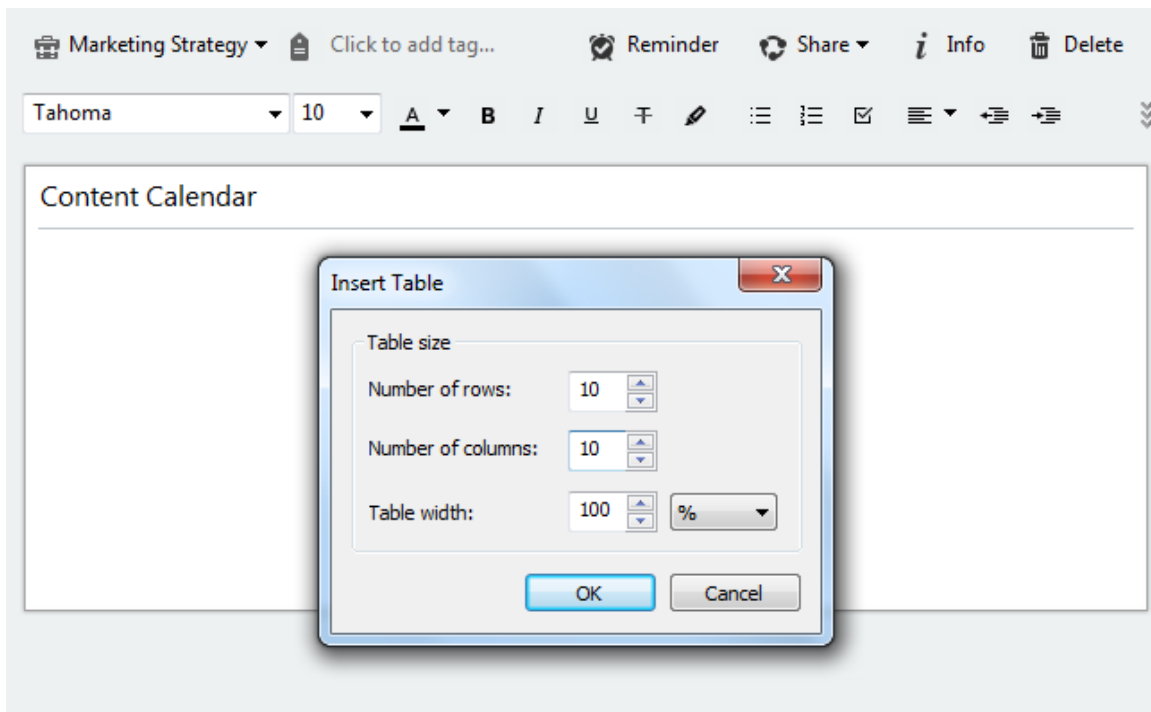 Marketing Strategy Click to add tag... Reminder Share i Info Delete
Tahoma 10 A B I U T
Content Calendar
Insert Table
Table size
Number of rows: 10
Number of columns: 10
Table width: 100 %
OK Cancel